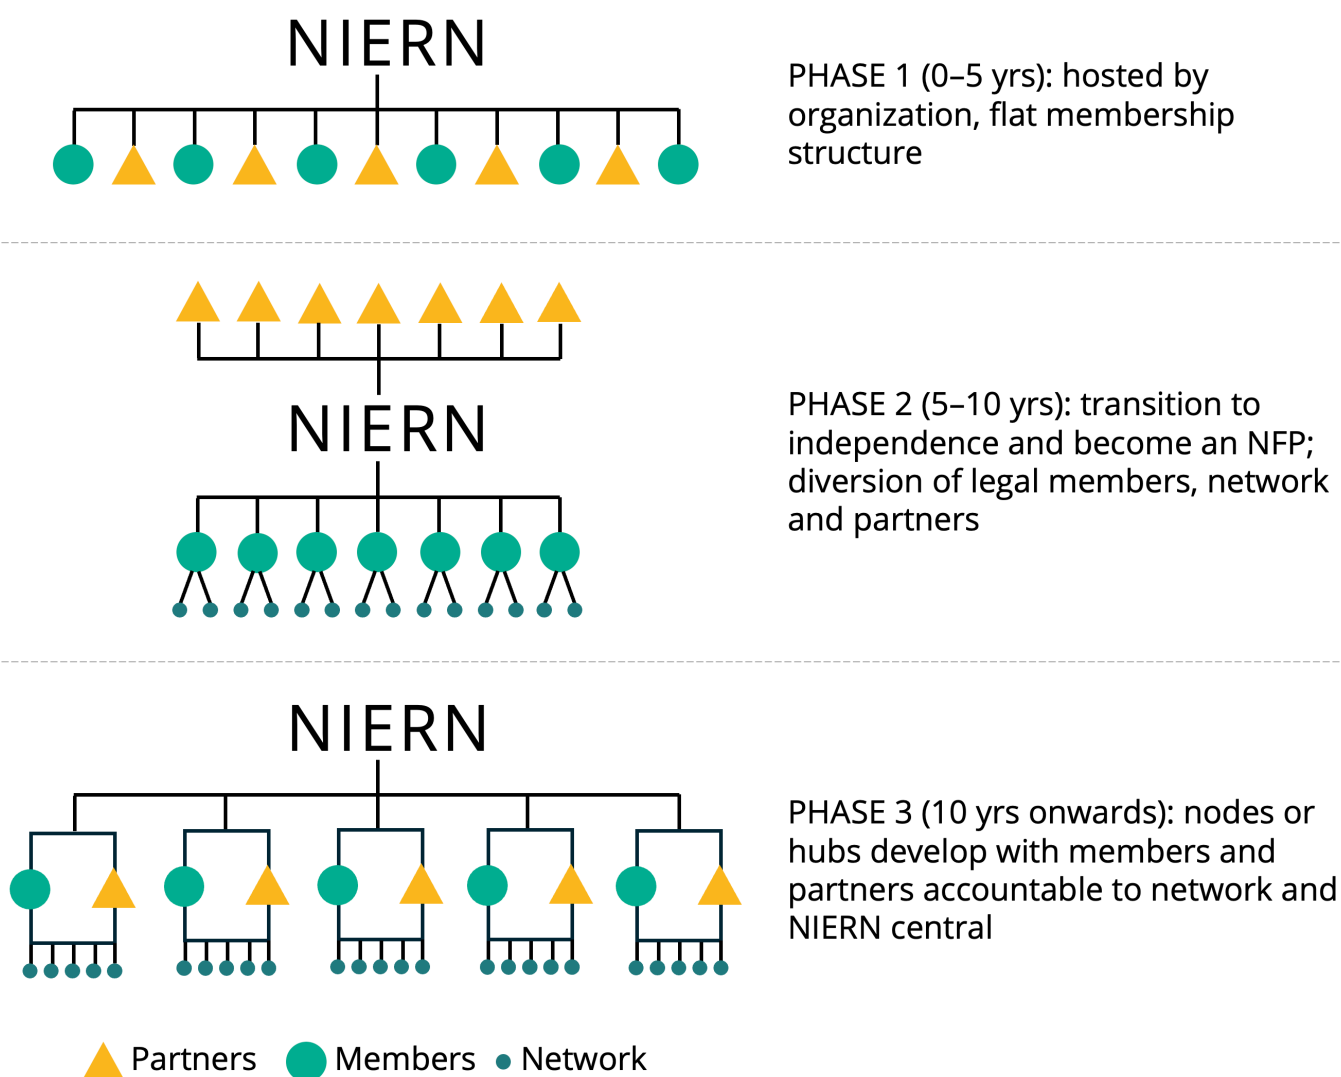 NIERN
PHASE 1 (0–5 yrs): hosted by
organization, flat membership
structure
NIERN
PHASE 2 (5–10 yrs): transition to
independence and become an NFP;
diversion of legal members, network
and partners
NIERN
PHASE 3 (10 yrs onwards): nodes or
hubs develop with members and
partners accountable to network and
NIERN central
Partners Members Network